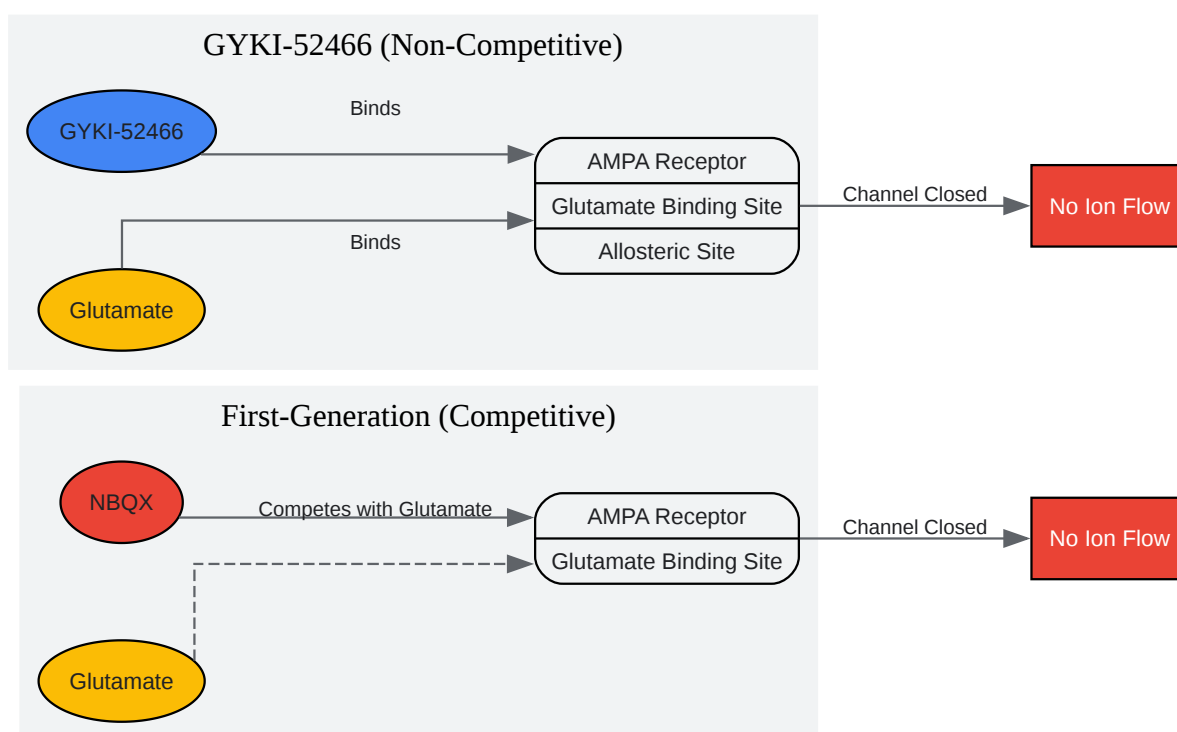 GYKI-52466 (Non-Competitive)
GYKI-52466
Binds
AMPA Receptor
Glutamate Binding Site
Allosteric Site
Channel Closed
No Ion Flow
Binds
Glutamate
First-Generation (Competitive)
NBQX
Competes with Glutamate
AMPA Receptor
Glutamate Binding Site
Channel Closed
No Ion Flow
Glutamate